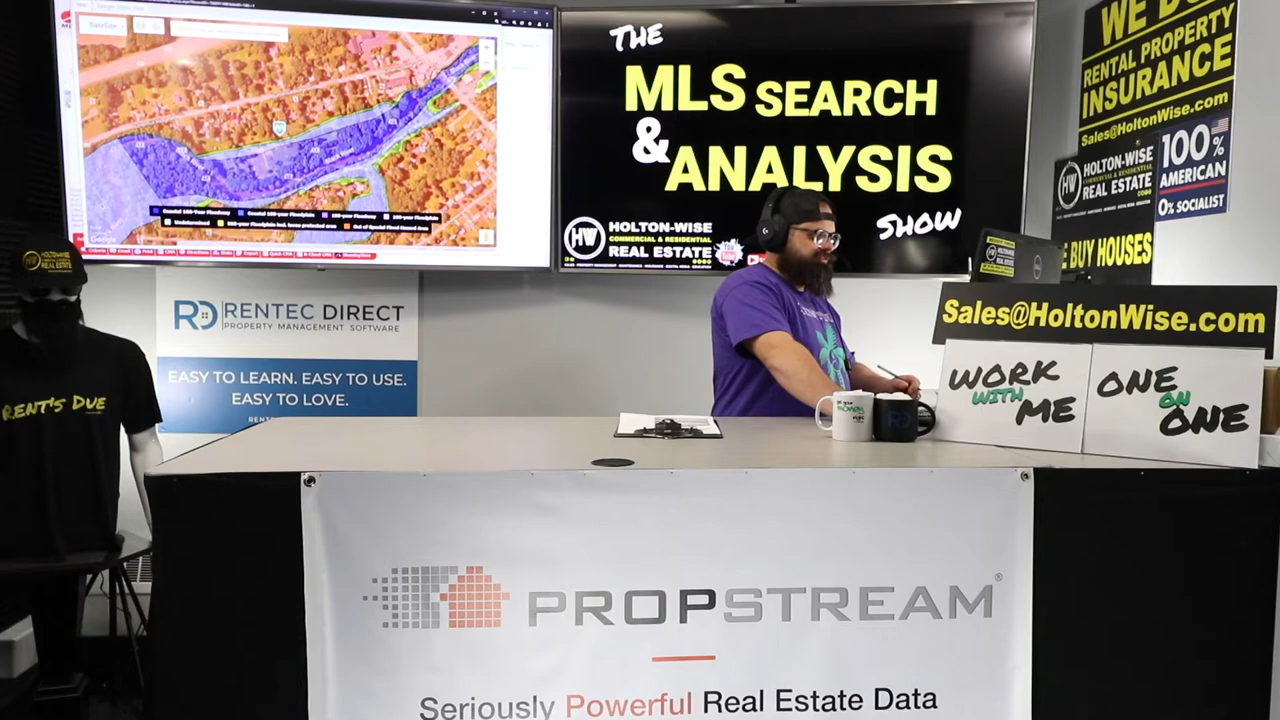 THE
MLS SEARCH
& ANALYSIS
SHOW
HW
HOLTON-WISE
COMMERCIAL & RESIDENTIAL
REAL ESTATE
WE DO
RENTAL PROPERTY
INSURANCE
Sales@HoltonWise.com
HW
HOLTON-WISE
COMMERCIAL & RESIDENTIAL
REAL ESTATE
100%
AMERICAN
0% SOCIALIST
E BUY HOUSES
Sales@HoltonWise.com
WORK
WITH
ME
ONE
ON
ONE
RD RENTEC DIRECT
PROPERTY MANAGEMENT SOFTWARE
EASY TO LEARN. EASY TO USE.
EASY TO LOVE.
RENT'S DUE
PROPSTREAM®
Seriously Powerful Real Estate Data